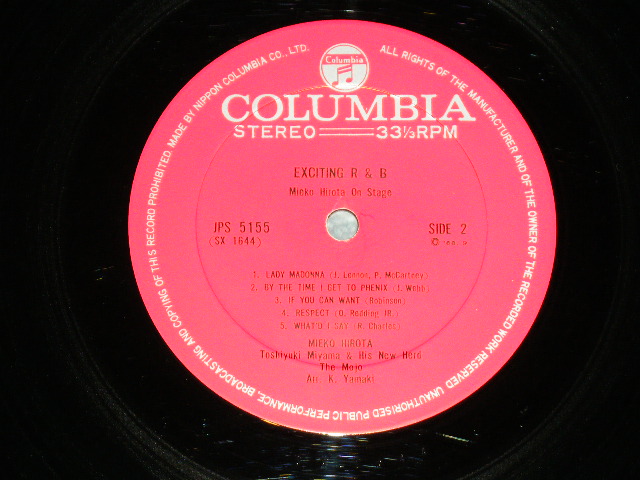 ALL RIGHTS OF THE MANUFACTURER AND OF THE OWNER OF THE RECORDED WORK RESERVED. UNAUTHORISED PUBLIC PERFORMANCE, BROADCASTING AND COPYING OF THIS RECORD PROHIBITED. MADE BY NIPPON COLUMBIA CO., LTD.
Columbia
COLUMBIA
STEREO 33⅓RPM
EXCITING R & B
Mieko Hirota On Stage
JPS 5155 SIDE 2
(SX 1644)
1. LADY MADONNA (J. Lennon, P. McCartney)
2. BY THE TIME I GET TO PHENIX (J. Webb)
3. IF YOU CAN WANT (Robinson)
4. RESPECT (O. Reading JR.)
5. WHAT'D I SAY (R. Charles)
MIEKO HIROTA
Toshiyuki Miyama & His New Herd
The Mojo
Arr. K. Yamaki